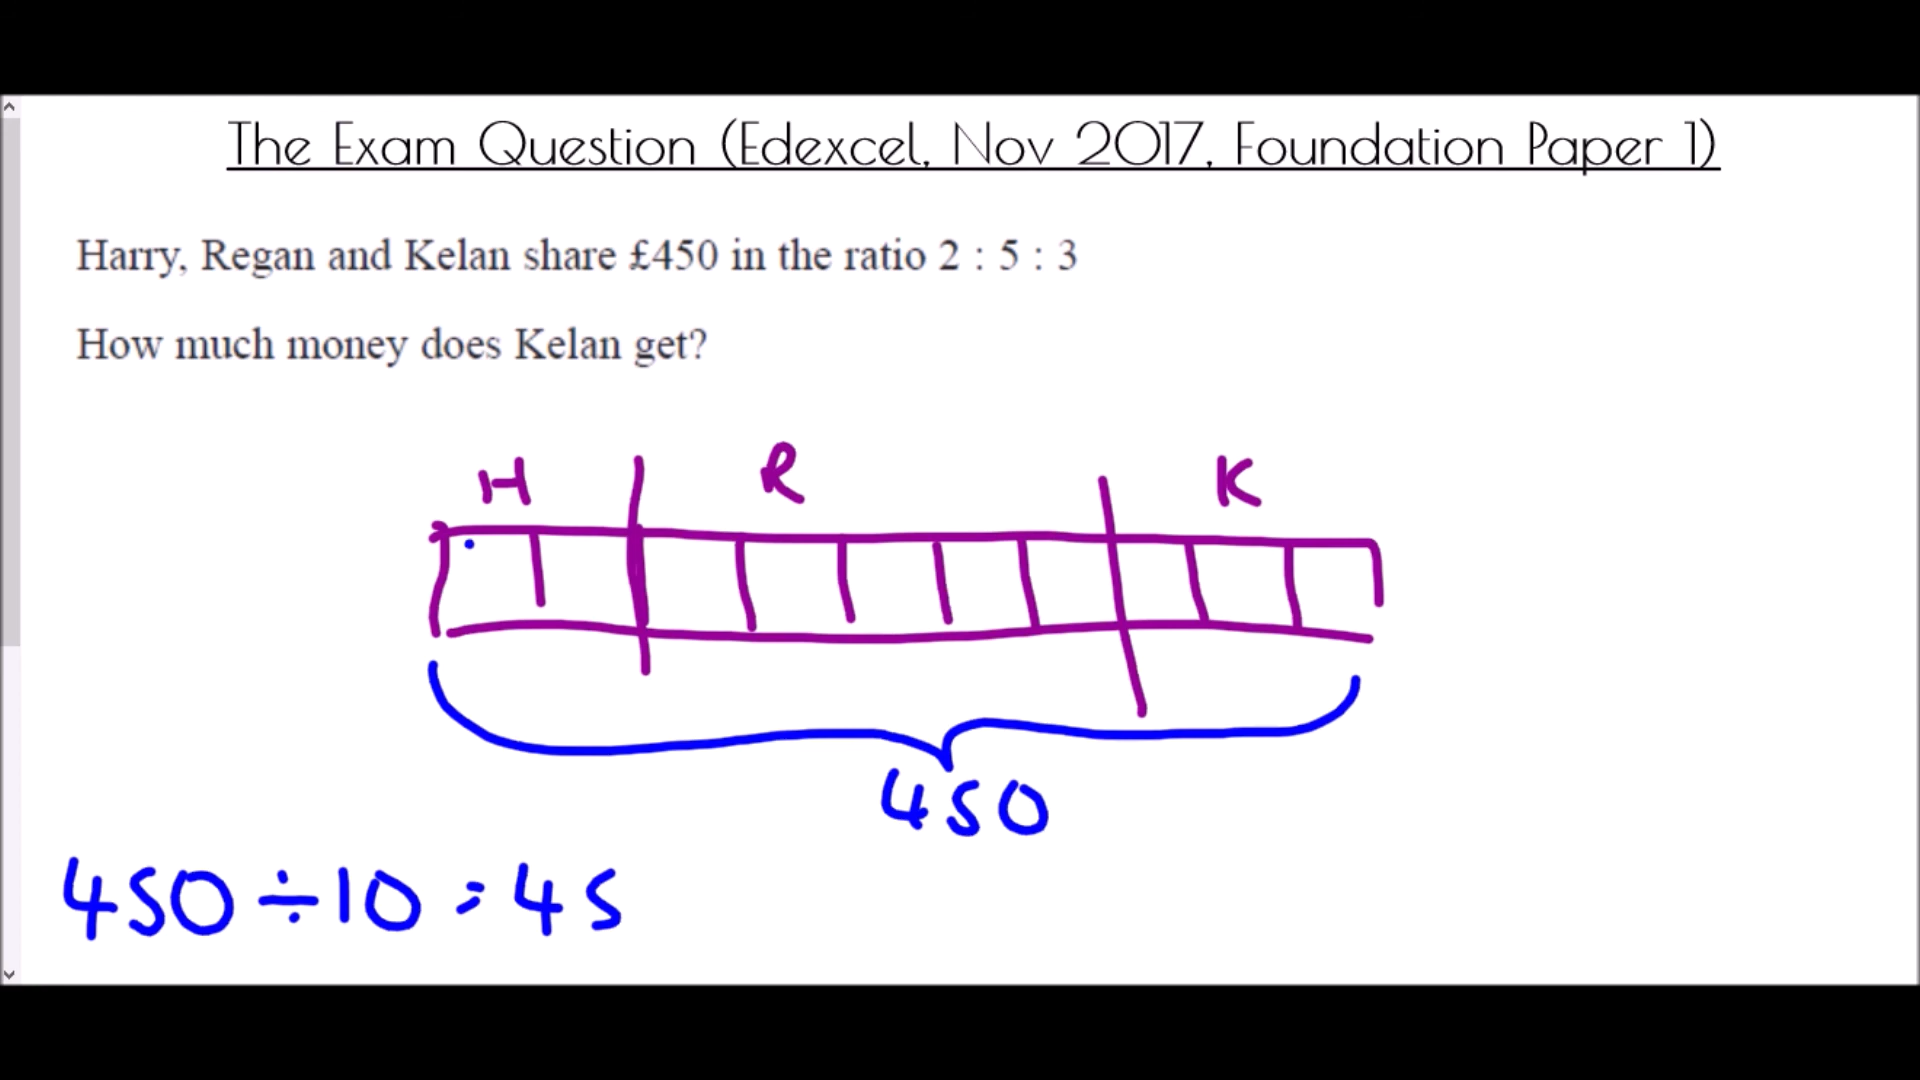 The Exam Question (Edexcel, Nov 2017, Foundation Paper 1)
Harry, Regan and Kelan share £450 in the ratio 2 : 5 : 3
How much money does Kelan get?
H R K
450
450 ÷ 10 = 45